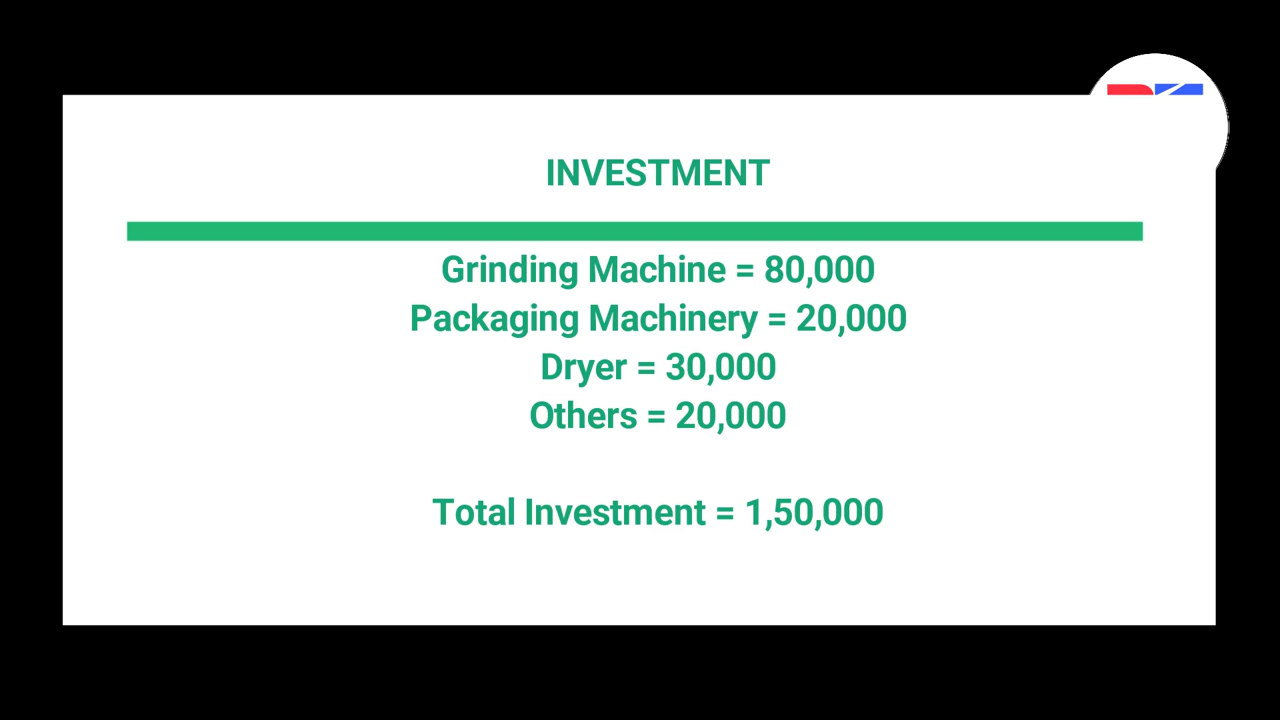 INVESTMENT
Grinding Machine = 80,000
Packaging Machinery = 20,000
Dryer = 30,000
Others = 20,000
Total Investment = 1,50,000